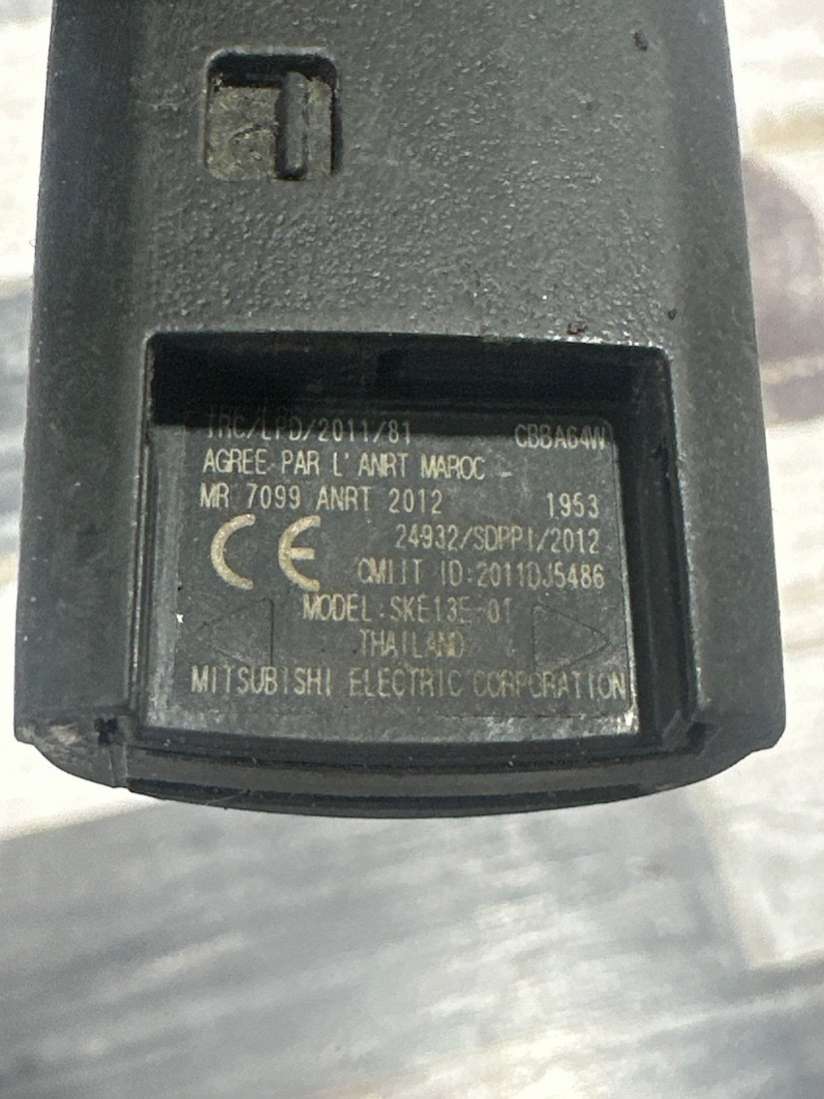 TRC/LPD/2011/81 CBBA64W
AGREE PAR L'ANRT MAROC
MR 7099 ANRT 2012 1953
24932/SDPPI/2012
CE
CMIIT ID:2011DJ5486
MODEL:SKE13E-01
THAILAND
MITSUBISHI ELECTRIC CORPORATION